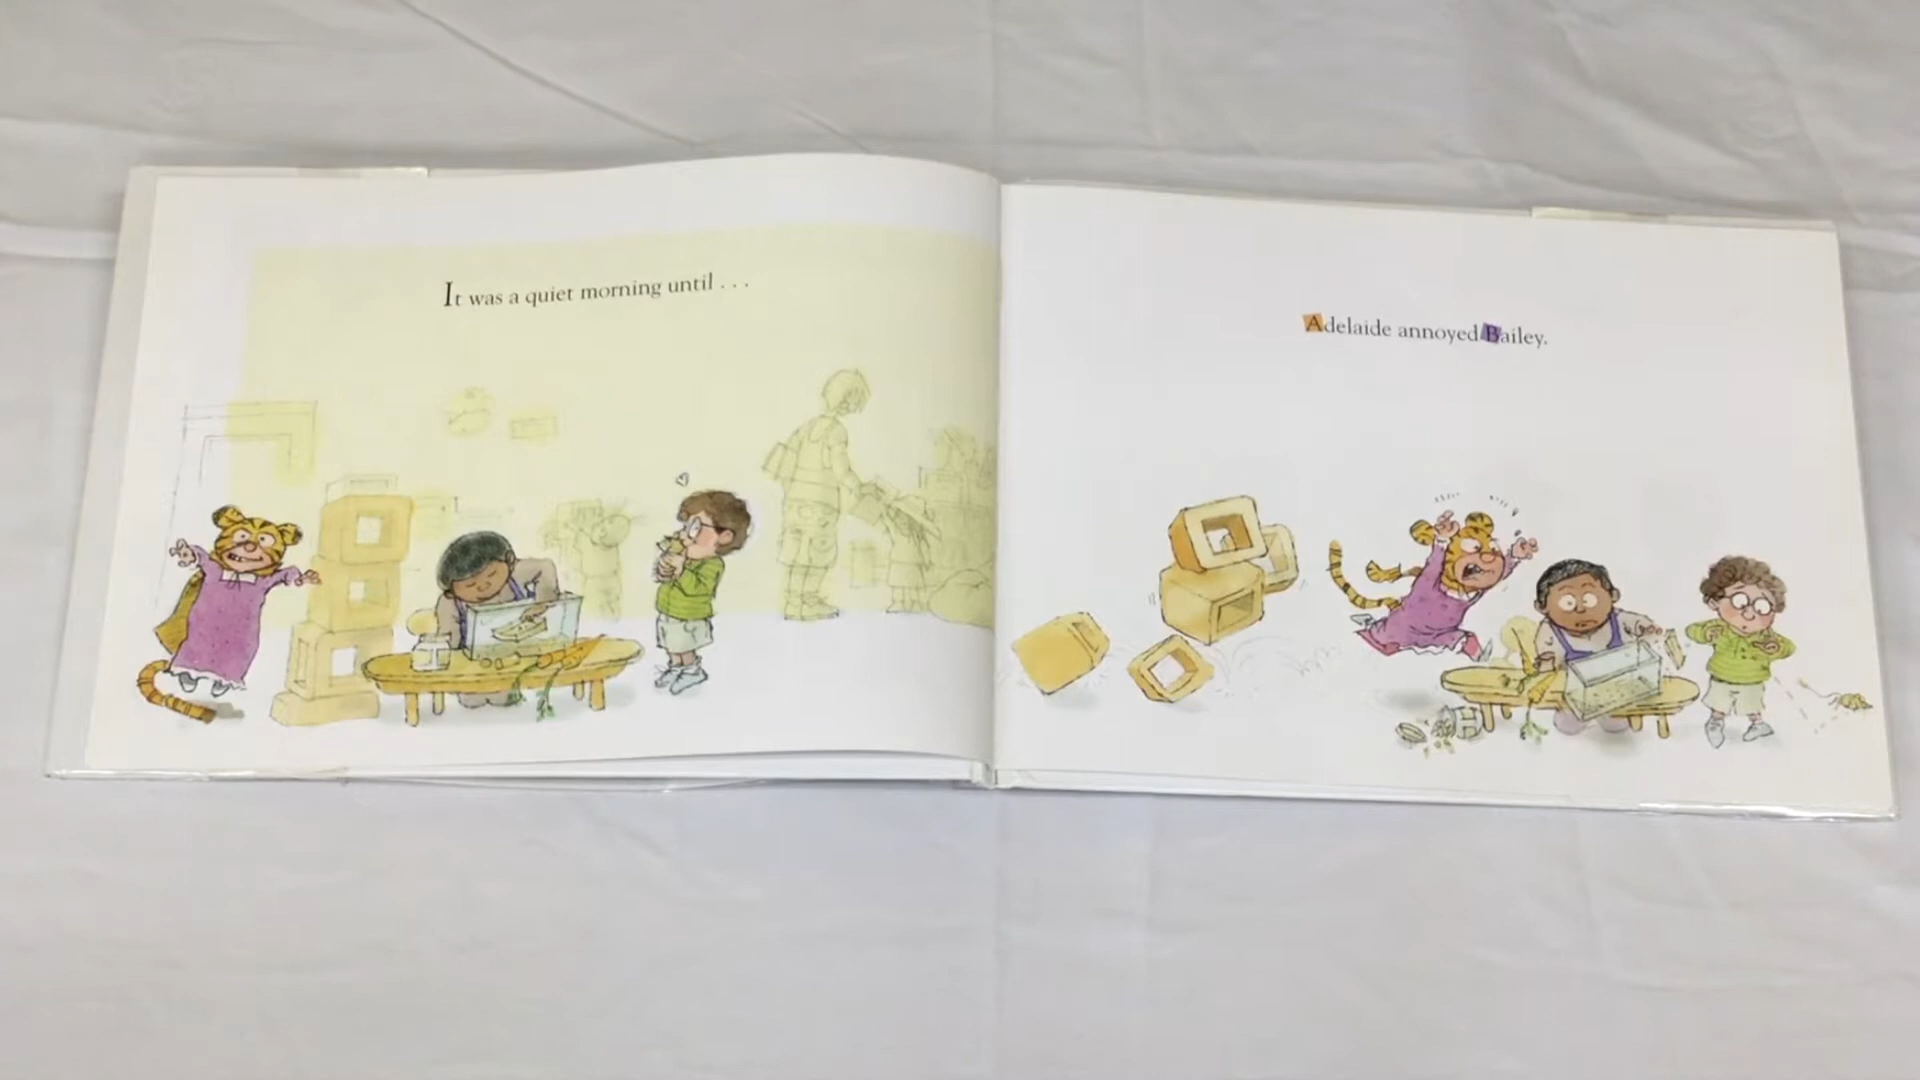 It was a quiet morning until . . .
Adelaide annoyed Bailey.